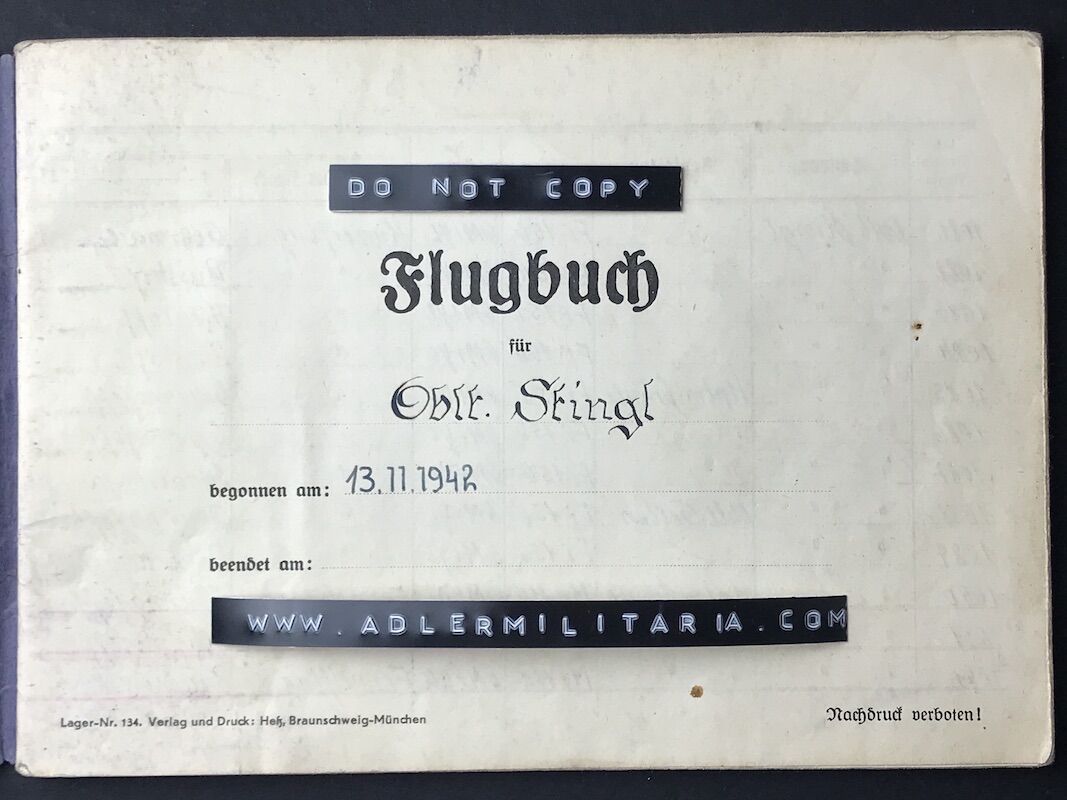 DO NOT COPY
Flugbuch
für
Oblt. Stingl
begonnen am: 13.11.1942
beendet am:
WWW.ADLERMILITARIA.COM
Lager-Nr. 134. Verlag und Druck: Heß, Braunschweig-München
Nachdruck verboten!